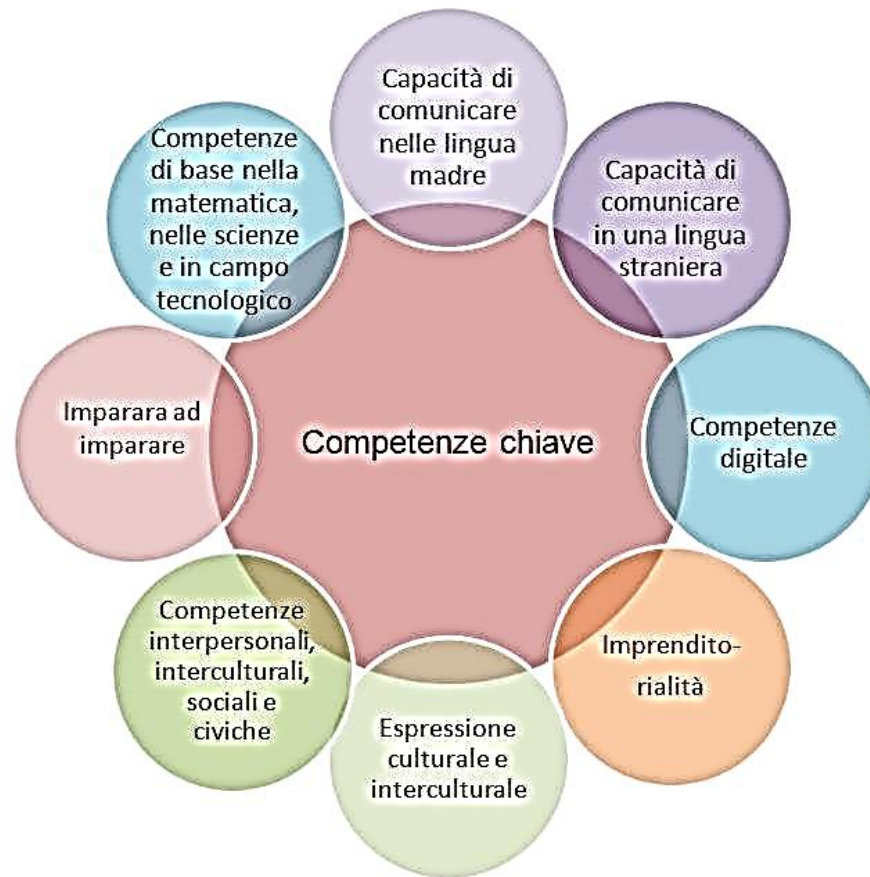 Capacità di
comunicare
nelle lingua
madre
Capacità di
comunicare
in una lingua
straniera
Competenze
digitale
Imprendito-
rialità
Espressione
culturale e
interculturale
Competenze
interpersonali,
interculturali,
sociali e
civiche
Imparara ad
imparare
Competenze
di base nella
matematica,
nelle scienze
e in campo
tecnologico
Competenze chiave